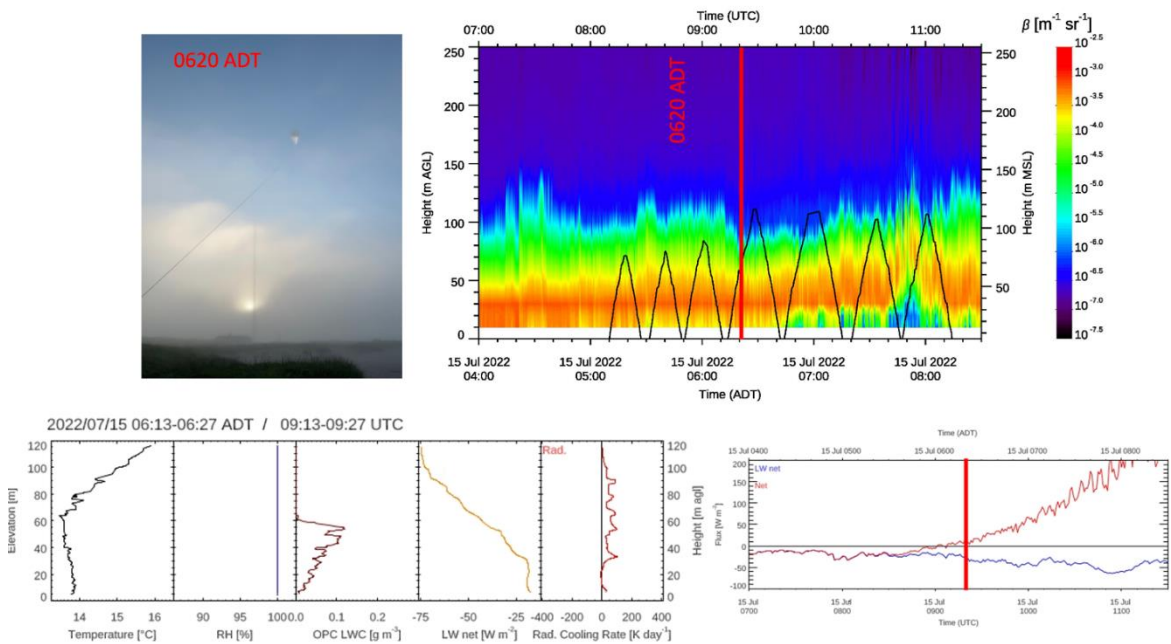 0620 ADT
Time (UTC)
07:00 08:00 09:00 10:00 11:00
β [m⁻¹ sr⁻¹]
Height (m AGL)
250
200
150
100
50
0
0620 ADT
Height (m MSL)
250
200
150
100
50
10⁻²·⁵
10⁻³·⁰
10⁻³·⁵
10⁻⁴·⁰
10⁻⁴·⁵
10⁻⁵·⁰
10⁻⁵·⁵
10⁻⁶·⁰
10⁻⁶·⁵
10⁻⁷·⁰
10⁻⁷·⁵
15 Jul 2022 15 Jul 2022 15 Jul 2022 15 Jul 2022 15 Jul 2022
04:00 05:00 06:00 07:00 08:00
Time (ADT)
2022/07/15 06:13-06:27 ADT / 09:13-09:27 UTC
Elevation [m]
120
100
80
60
40
20
0
Rad.
Height [m agl]
120
100
80
60
40
20
0
14 15 16
90 95 100
0.0 0.1 0.2
-75 -50 -25
-400 -200 0 200 400
Temperature [°C] RH [%] OPC LWC [g m⁻³] LW net [W m⁻²] Rad. Cooling Rate [K day⁻¹]
Time (ADT)
15 Jul 0400 15 Jul 0500 15 Jul 0600 15 Jul 0700 15 Jul 0800
LW net
Net
Flux [W m⁻²]
200
150
100
50
0
-50
-100
15 Jul 15 Jul 15 Jul 15 Jul 15 Jul
0700 0800 0900 1000 1100
Time (UTC)